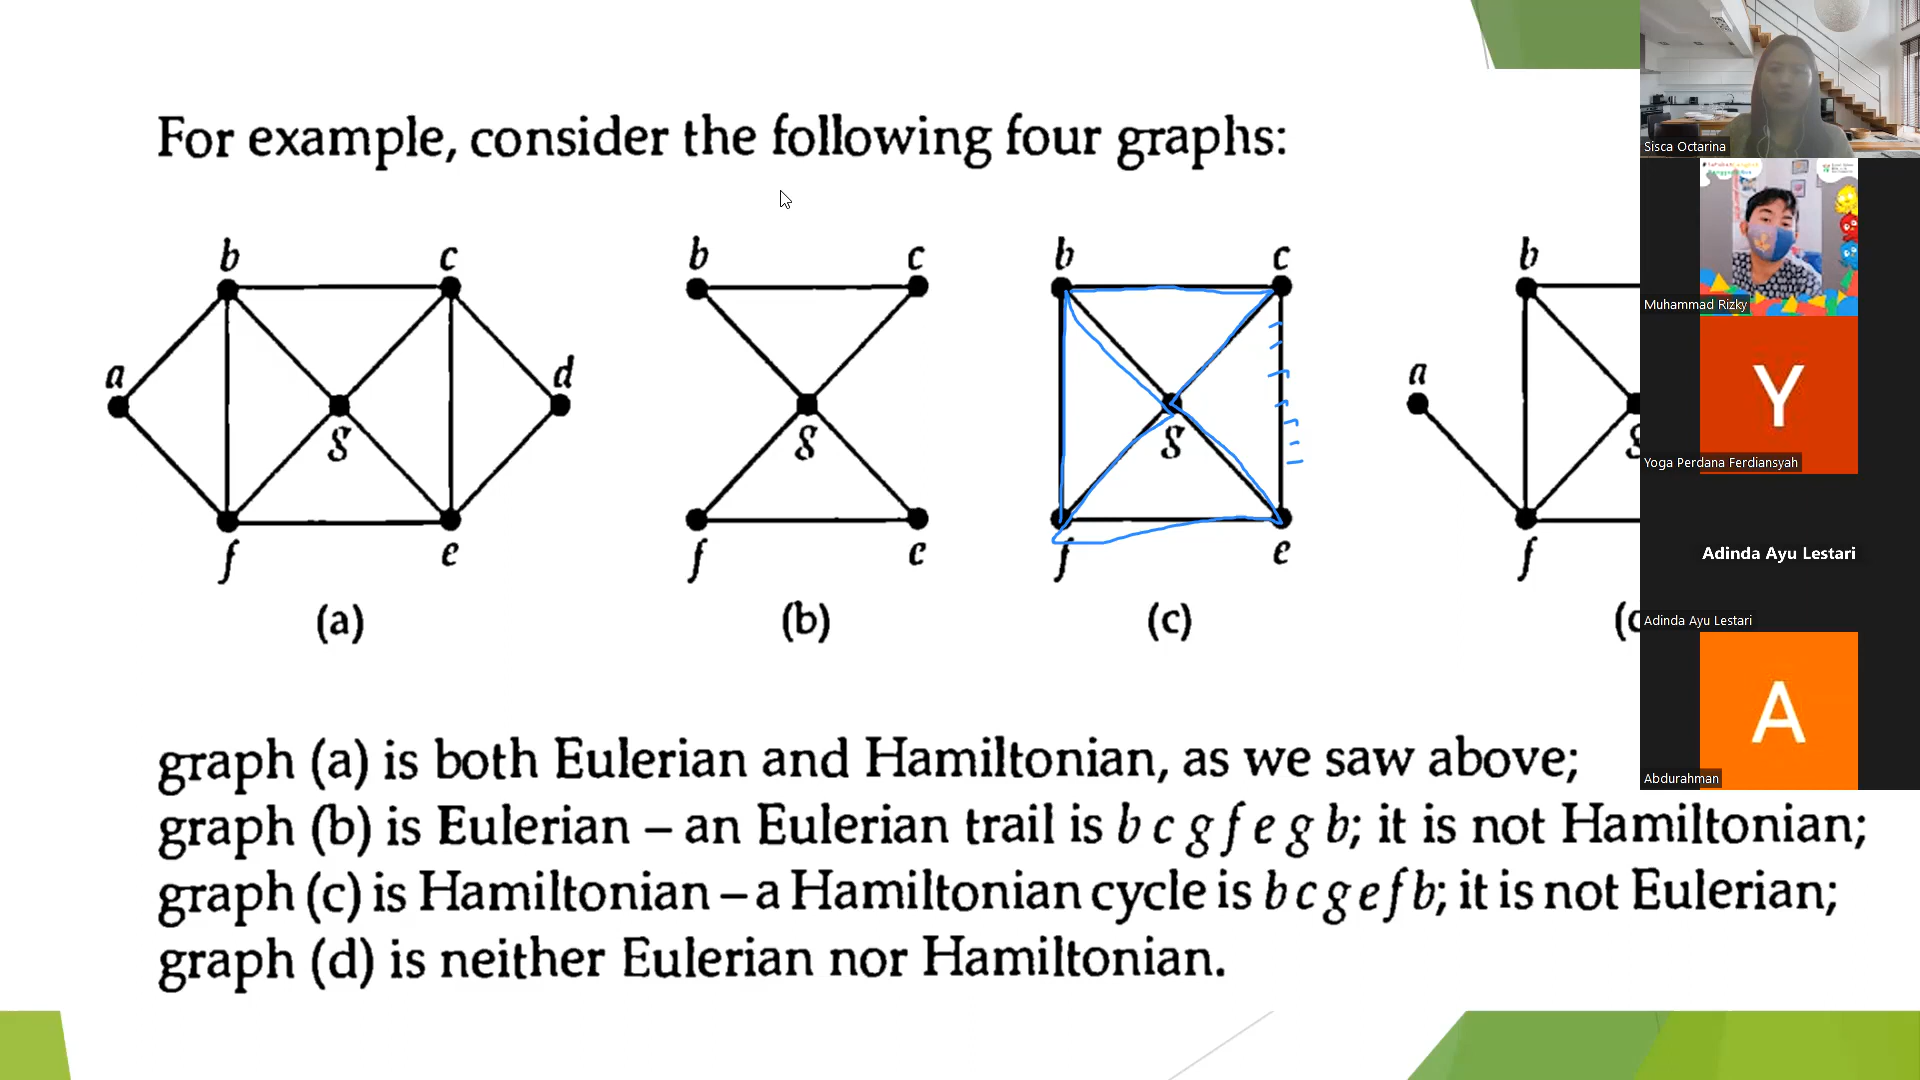 For example, consider the following four graphs:
b c b c b c b
a d g g g a
f e f e f e f
(a) (b) (c)
graph (a) is both Eulerian and Hamiltonian, as we saw above;
graph (b) is Eulerian – an Eulerian trail is b c g f e g b; it is not Hamiltonian;
graph (c) is Hamiltonian – a Hamiltonian cycle is b c g e f b; it is not Eulerian;
graph (d) is neither Eulerian nor Hamiltonian.
Sisca Octarina
Muhammad Rizky
Y
Yoga Perdana Ferdiansyah
Adinda Ayu Lestari
Adinda Ayu Lestari
A
Abdurahman